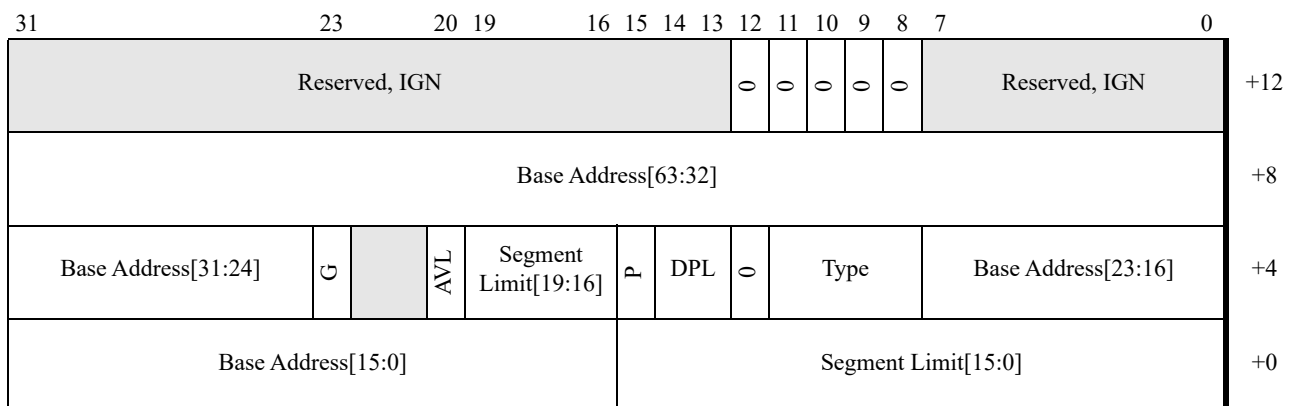 31 23 20 19 16 15 14 13 12 11 10 9 8 7 0
Reserved, IGN 0 0 0 0 0 Reserved, IGN +12
Base Address[63:32] +8
Base Address[31:24] G AVL Segment Limit[19:16] P DPL 0 Type Base Address[23:16] +4
Base Address[15:0] Segment Limit[15:0] +0